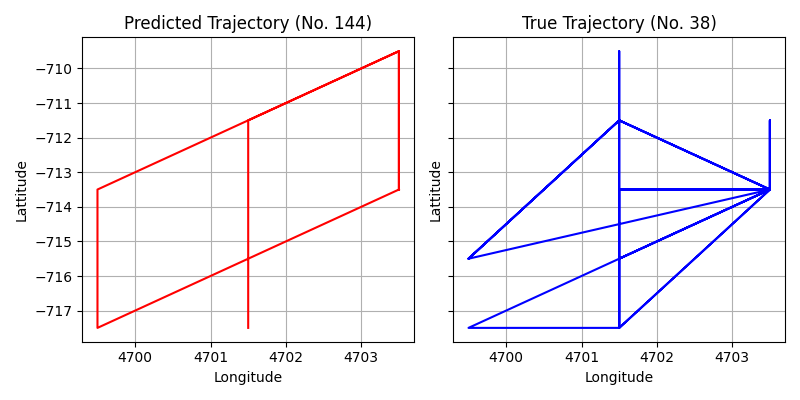 Predicted Trajectory (No. 144)
True Trajectory (No. 38)
Lattitude
−710
−711
−712
−713
−714
−715
−716
−717
4700
4701
4702
4703
Longitude
Lattitude
4700
4701
4702
4703
Longitude